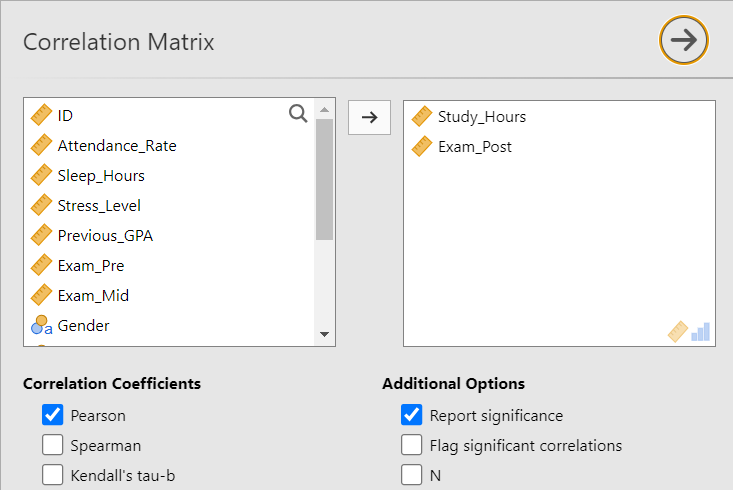 Correlation Matrix
ID
Attendance_Rate
Sleep_Hours
Stress_Level
Previous_GPA
Exam_Pre
Exam_Mid
a Gender
Study_Hours
Exam_Post
Correlation Coefficients
Pearson
Spearman
Kendall's tau-b
Additional Options
Report significance
Flag significant correlations
N